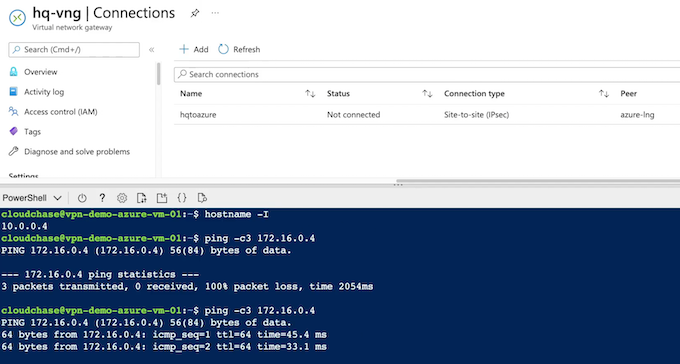 hq-vng | Connections
Virtual network gateway
Search (Cmd+/)
Overview
Activity log
Access control (IAM)
Tags
Diagnose and solve problems
Settings
Add Refresh
Search connections
Name Status Connection type Peer
hqtoazure Not connected Site-to-site (IPsec) azure-lng
PowerShell
cloudchase@vpn-demo-azure-vm-01:~$ hostname -I
10.0.0.4
cloudchase@vpn-demo-azure-vm-01:~$ ping -c3 172.16.0.4
PING 172.16.0.4 (172.16.0.4) 56(84) bytes of data.
--- 172.16.0.4 ping statistics ---
3 packets transmitted, 0 received, 100% packet loss, time 2054ms
cloudchase@vpn-demo-azure-vm-01:~$ ping -c3 172.16.0.4
PING 172.16.0.4 (172.16.0.4) 56(84) bytes of data.
64 bytes from 172.16.0.4: icmp_seq=1 ttl=64 time=45.4 ms
64 bytes from 172.16.0.4: icmp_seq=2 ttl=64 time=33.1 ms